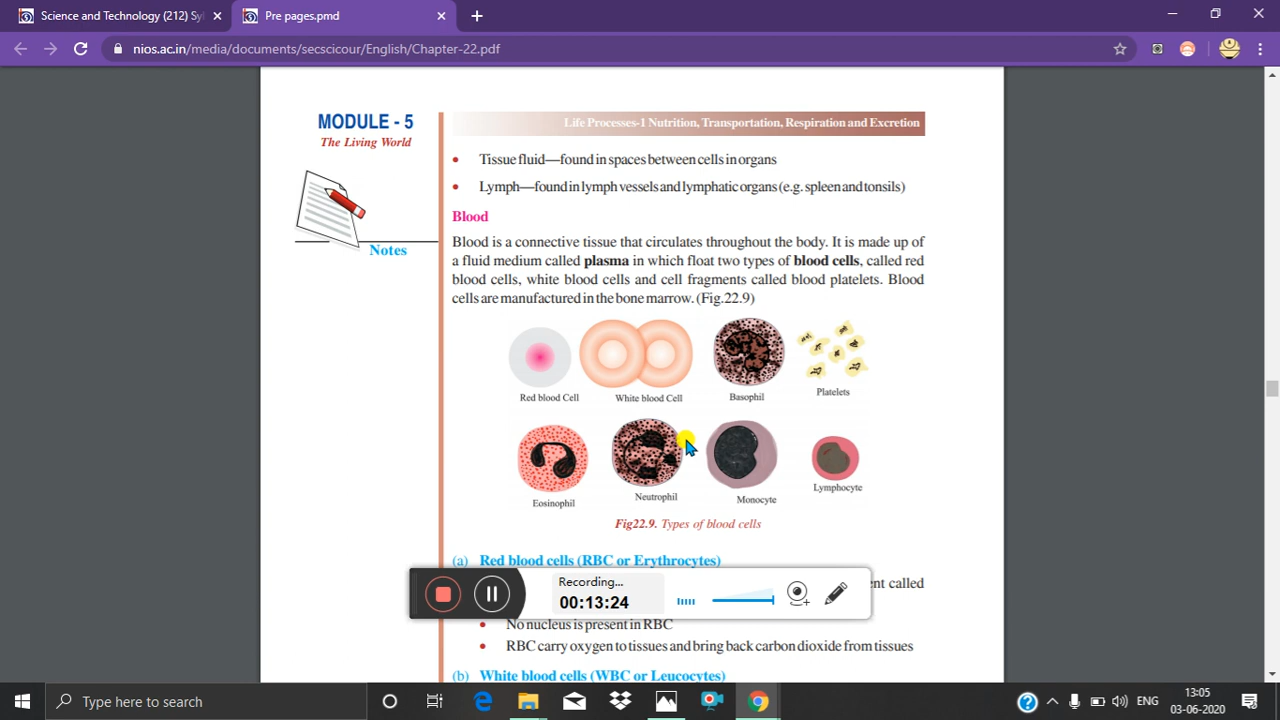 Science and Technology (212) Sy
Pre pages.pmd
nios.ac.in/media/documents/secscicour/English/Chapter-22.pdf
MODULE - 5
The Living World
Life Processes-1 Nutrition, Transportation, Respiration and Excretion
Notes
• Tissue fluid—found in spaces between cells in organs
• Lymph—found in lymph vessels and lymphatic organs (e.g. spleen and tonsils)
Blood
Blood is a connective tissue that circulates throughout the body. It is made up of
a fluid medium called plasma in which float two types of blood cells, called red
blood cells, white blood cells and cell fragments called blood platelets. Blood
cells are manufactured in the bone marrow. (Fig.22.9)
Red blood Cell
White blood Cell
Basophil
Platelets
Eosinophil
Neutrophil
Monocyte
Lymphocyte
Fig22.9. Types of blood cells
(a) Red blood cells (RBC or Erythrocytes)
ent called
Recording...
00:13:24
• No nucleus is present in RBC
• RBC carry oxygen to tissues and bring back carbon dioxide from tissues
(b) White blood cells (WBC or Leucocytes)
Type here to search
ENG
13:05
03-06-2020